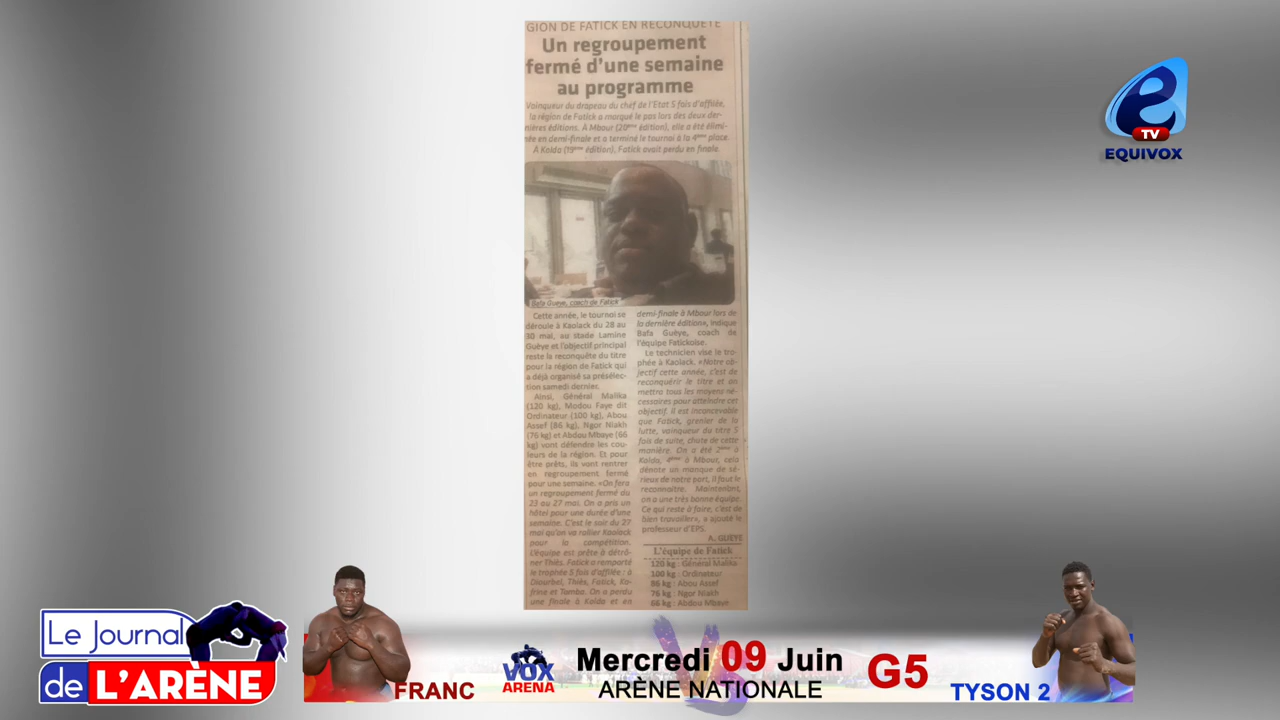 GION DE FATICK EN RECONQUÊTE
Un regroupement
fermé d'une semaine
au programme
Vainqueur du drapeau du chef de l'Etat 5 fois d'affilée,
la région de Fatick a marqué le pas lors des deux der-
nières éditions. À Mbour (20ème édition), elle a été élimi-
née en demi-finale et a terminé le tournoi à la 4ème place.
À Kolda (19ème édition), Fatick avait perdu en finale.
Bafa Guèye, coach de Fatick
Cette année, le tournoi se
déroule à Kaolack du 28 au
30 mai, au stade Lamine
Guèye et l'objectif principal
reste la reconquête du titre
pour la région de Fatick qui
a déjà organisé sa présélec-
tion samedi dernier.
Ainsi, Général Malika
(120 kg), Modou Faye dit
Ordinateur (100 kg), Abou
Assef (86 kg), Ngor Niakh
(76 kg) et Abdou Mbaye (66
kg) vont défendre les cou-
leurs de la région. Et pour
être prêts, ils vont rentrer
en regroupement fermé
pour une semaine. «On fera
un regroupement fermé du
23 au 27 mai. On a pris un
hôtel pour une durée d'une
semaine. C'est le soir du 27
mai qu'on va rallier Kaolack
pour la compétition.
L'équipe est prête à détrô-
ner Thiès. Fatick a remporté
le trophée 5 fois d'affilée : à
Diourbel, Thiès, Fatick, Ka-
frine et Tamba. On a perdu
une finale à Kolda et en
demi-finale à Mbour lors de
la dernière édition», indique
Bafa Guèye, coach de
l'équipe Fatickoise.
Le technicien vise le tro-
phée à Kaolack. «Notre ob-
jectif cette année, c'est de
reconquérir le titre et on
mettra tous les moyens né-
cessaires pour atteindre cet
objectif. Il est inconcevable
que Fatick, grenier de la
lutte, vainqueur du titre 5
fois de suite, chute de cette
manière. On a été 2ème à
Kolda, 4ème à Mbour, cela
dénote un manque de sé-
rieux de notre part, il faut le
reconnaître. Maintenant,
on a une très bonne équipe.
Ce qui reste à faire, c'est de
bien travailler», a ajouté le
professeur d'EPS.
A. GUEYE
L'équipe de Fatick
120 kg : Général Malika
100 kg : Ordinateur
86 kg : Abou Assef
76 kg : Ngor Niakh
66 kg : Abdou Mbaye
e
TV
EQUIVOX
Le Journal
de L'ARÈNE
FRANC
VOX
ARENA
VS
Mercredi 09 Juin
ARÈNE NATIONALE
G5
TYSON 2